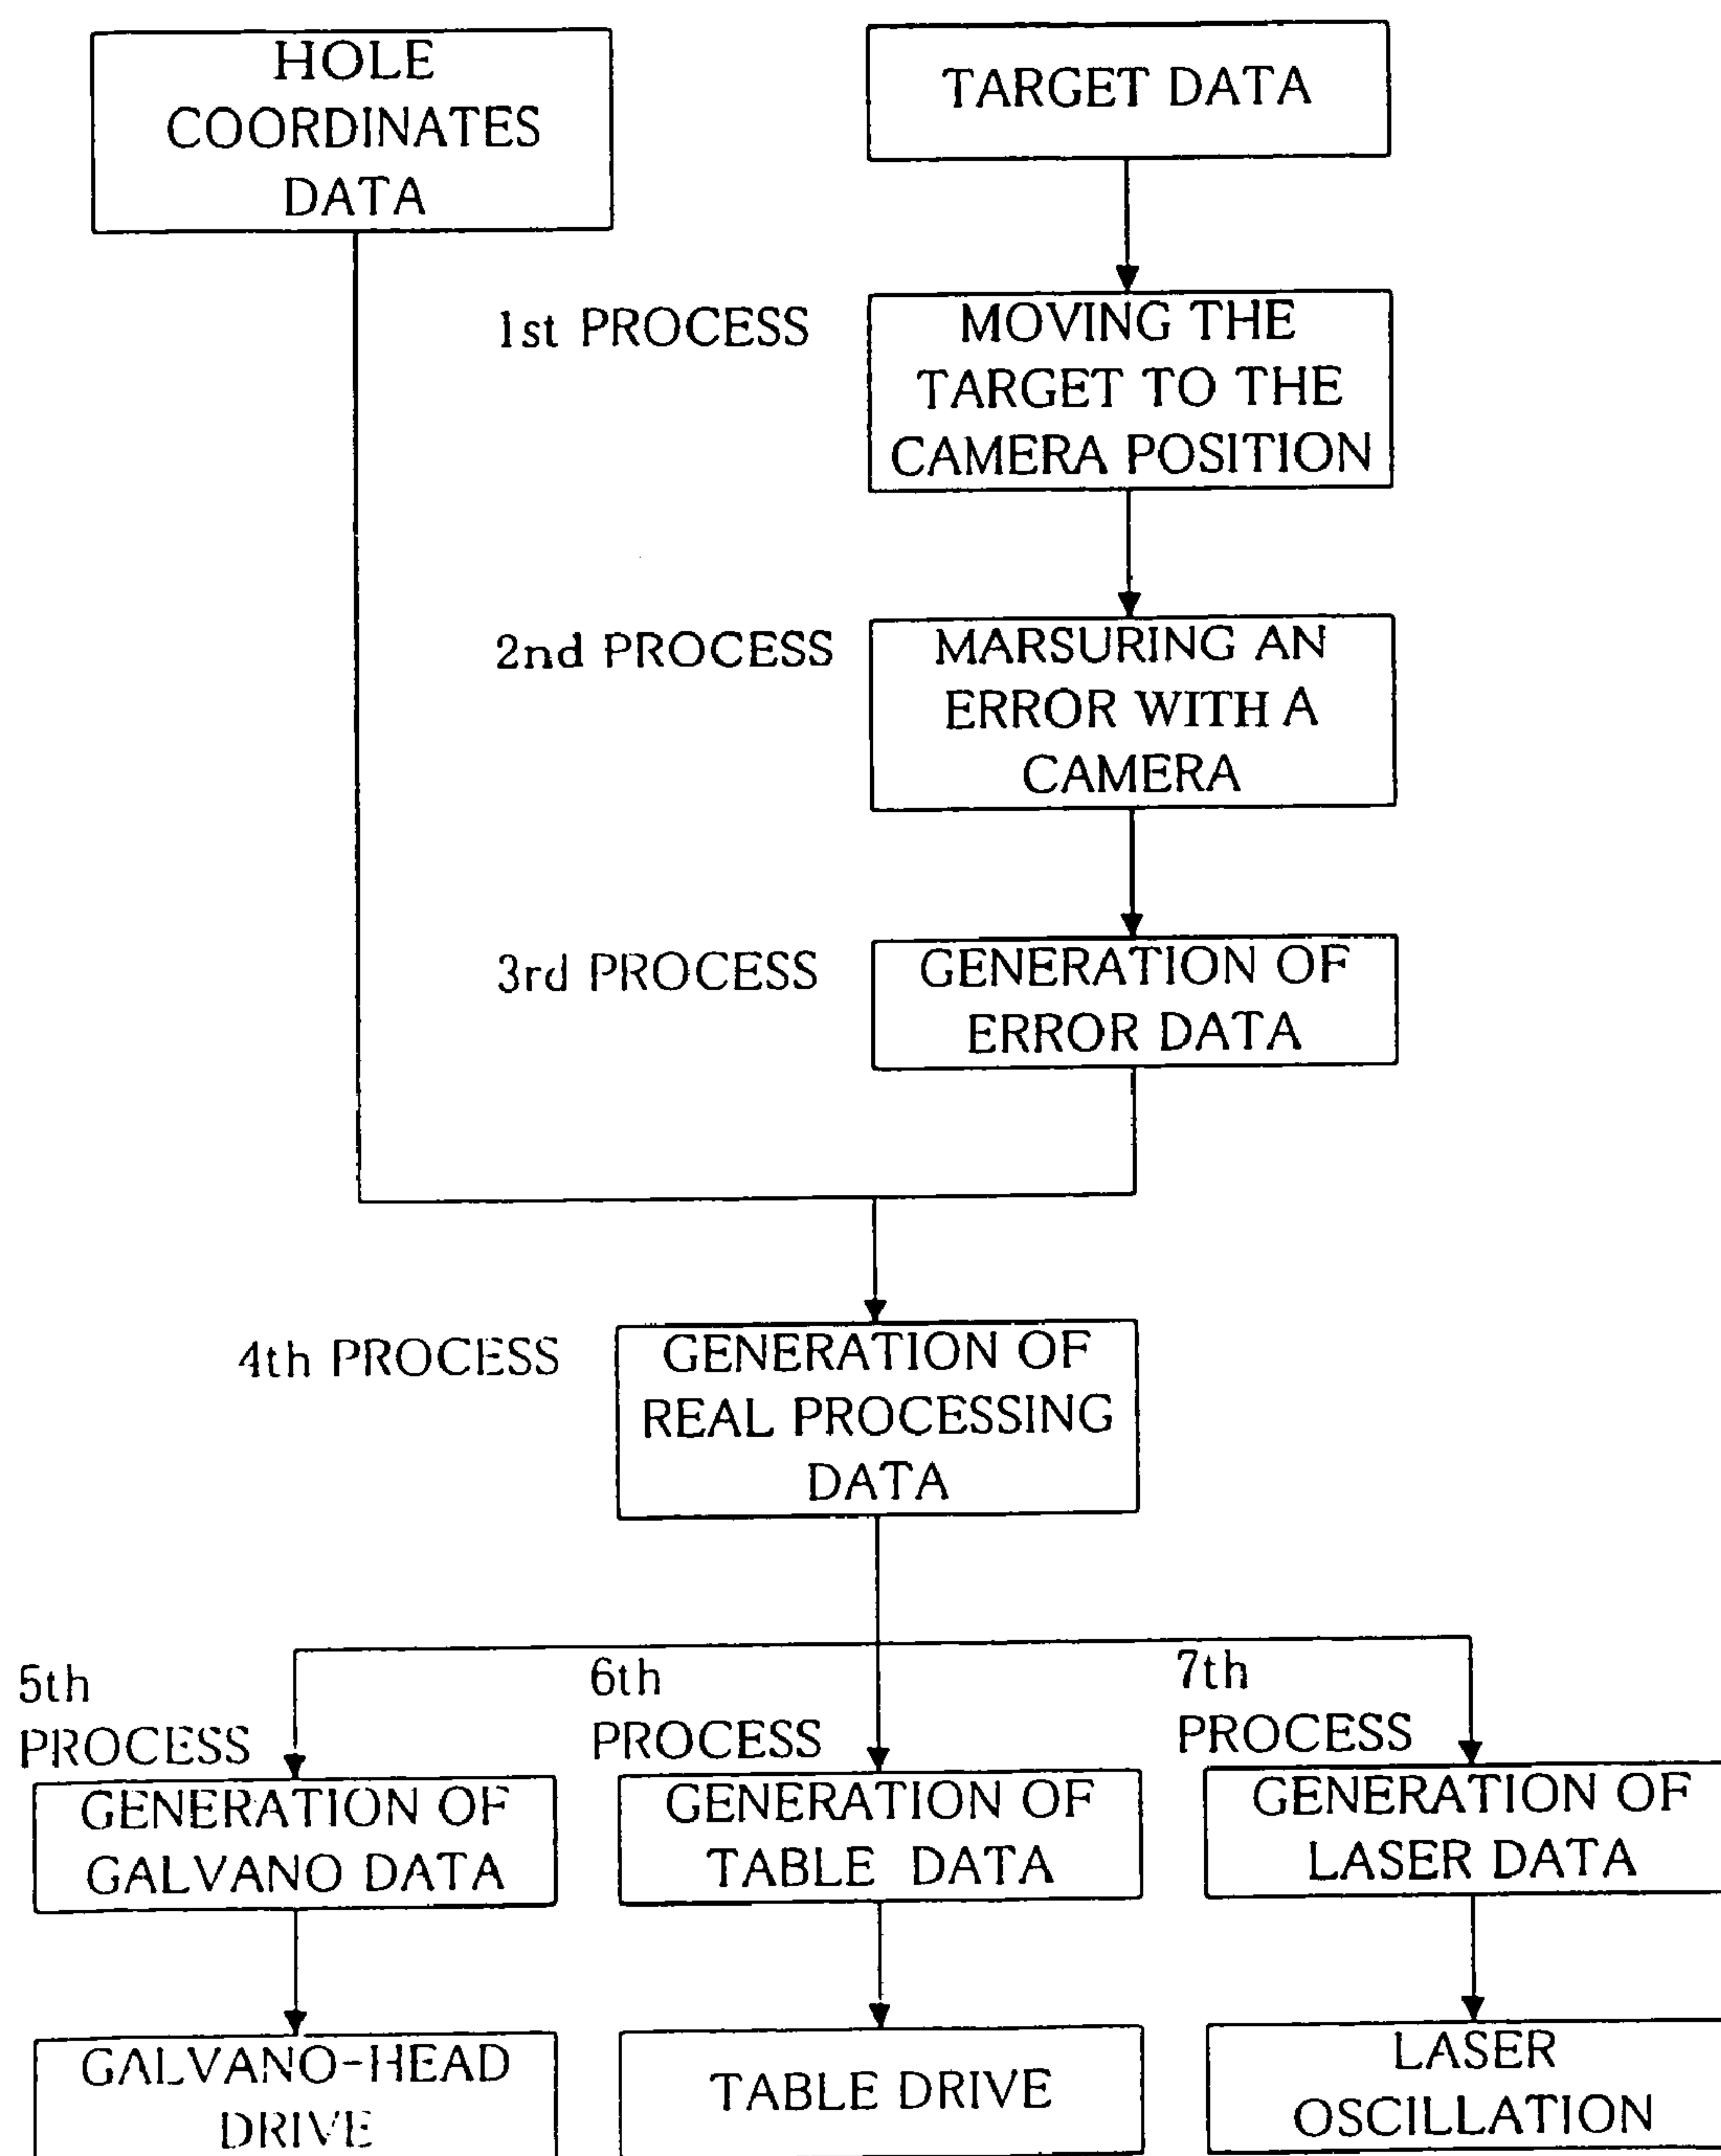 HOLE
COORDINATES
DATA
TARGET DATA
1st PROCESS
MOVING THE
TARGET TO THE
CAMERA POSITION
2nd PROCESS
MARSURING AN
ERROR WITH A
CAMERA
3rd PROCESS
GENERATION OF
ERROR DATA
4th PROCESS
GENERATION OF
REAL PROCESSING
DATA
5th
PROCESS
GENERATION OF
GALVANO DATA
6th
PROCESS
GENERATION OF
TABLE DATA
7th
PROCESS
GENERATION OF
LASER DATA
GALVANO-HEAD
DRIVE
TABLE DRIVE
LASER
OSCILLATION